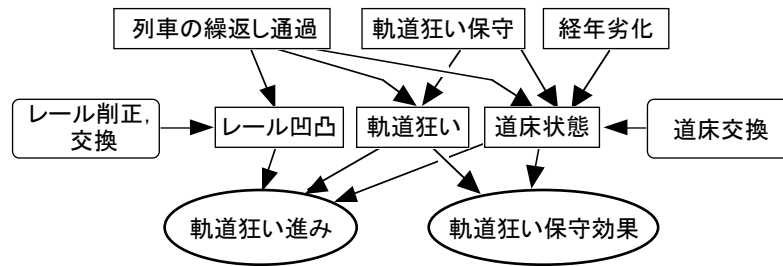 列車の繰返し通過
軌道狂い保守
経年劣化
レール削正,
交換
レール凹凸
軌道狂い
道床状態
道床交換
軌道狂い進み
軌道狂い保守効果